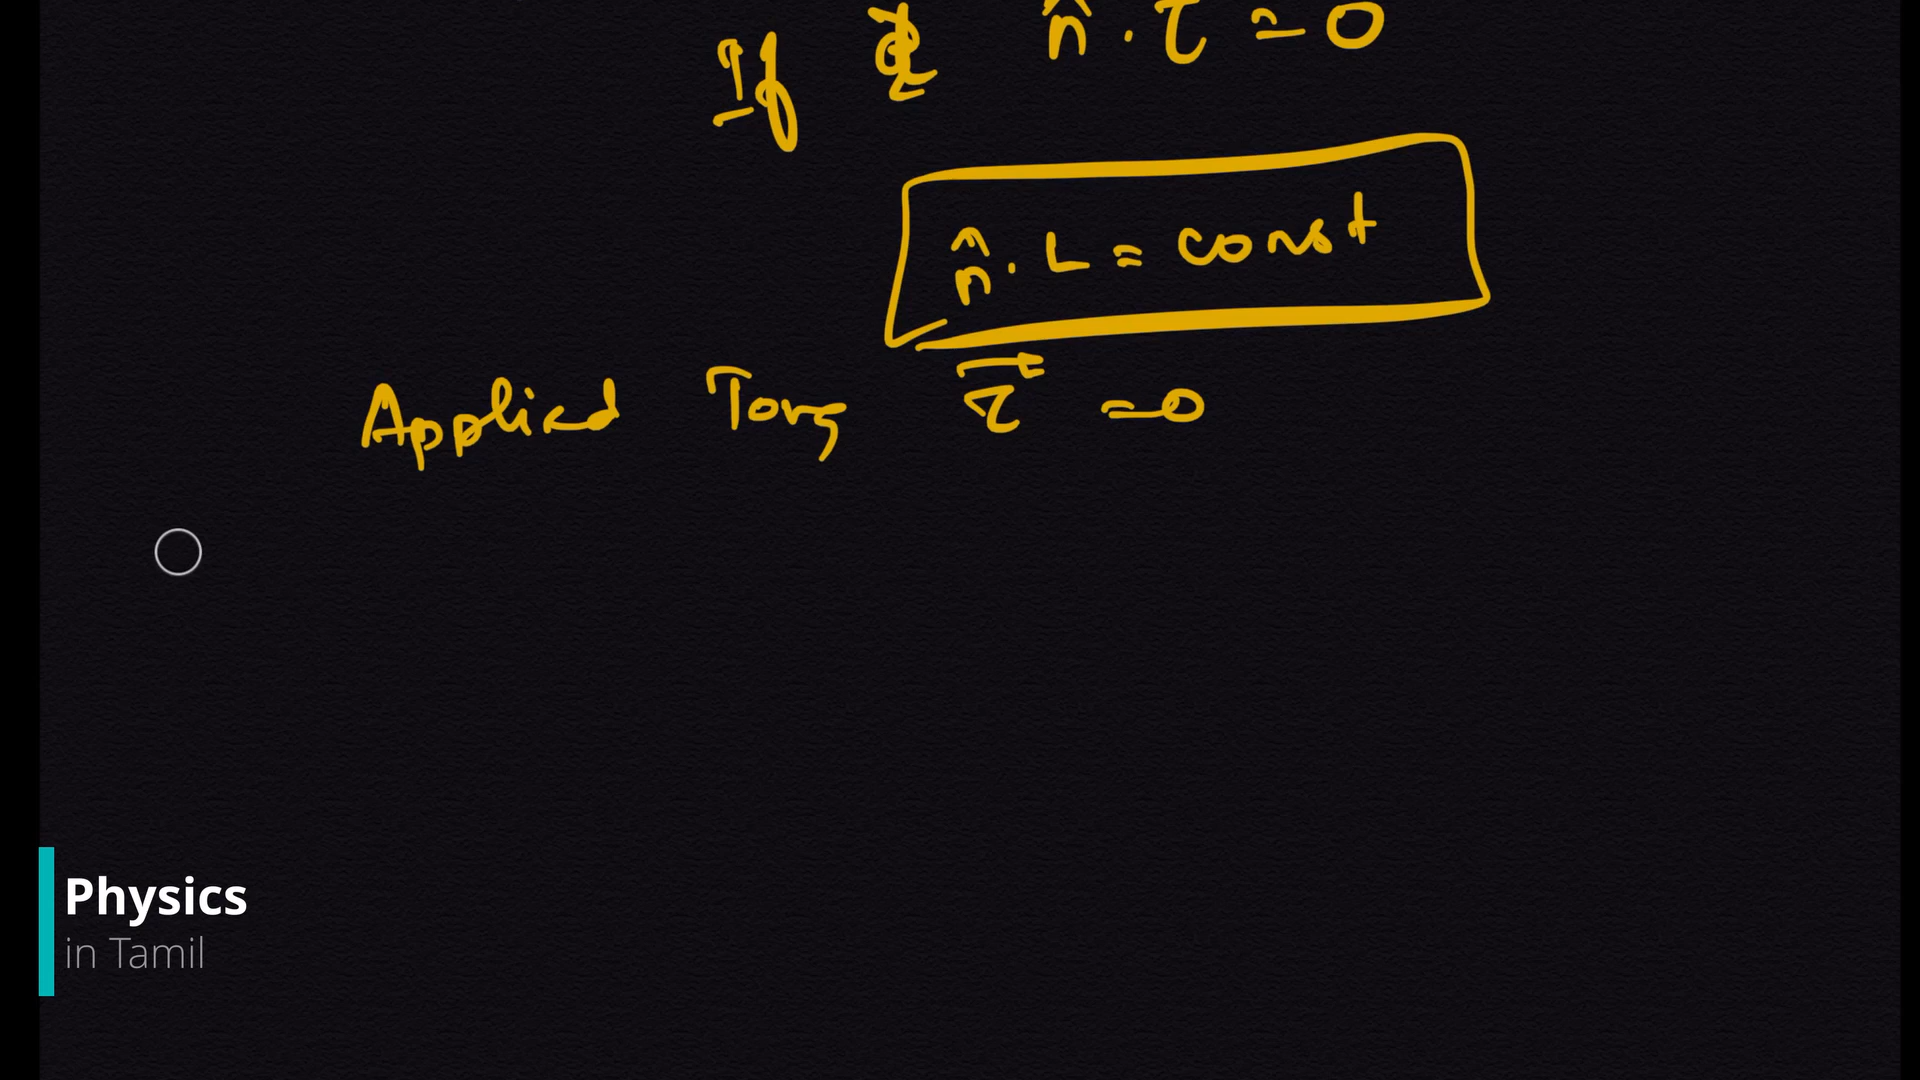 If n̂ . τ = 0
n̂ . L = const
Applied Torq τ⃗ = 0
Physics
in Tamil